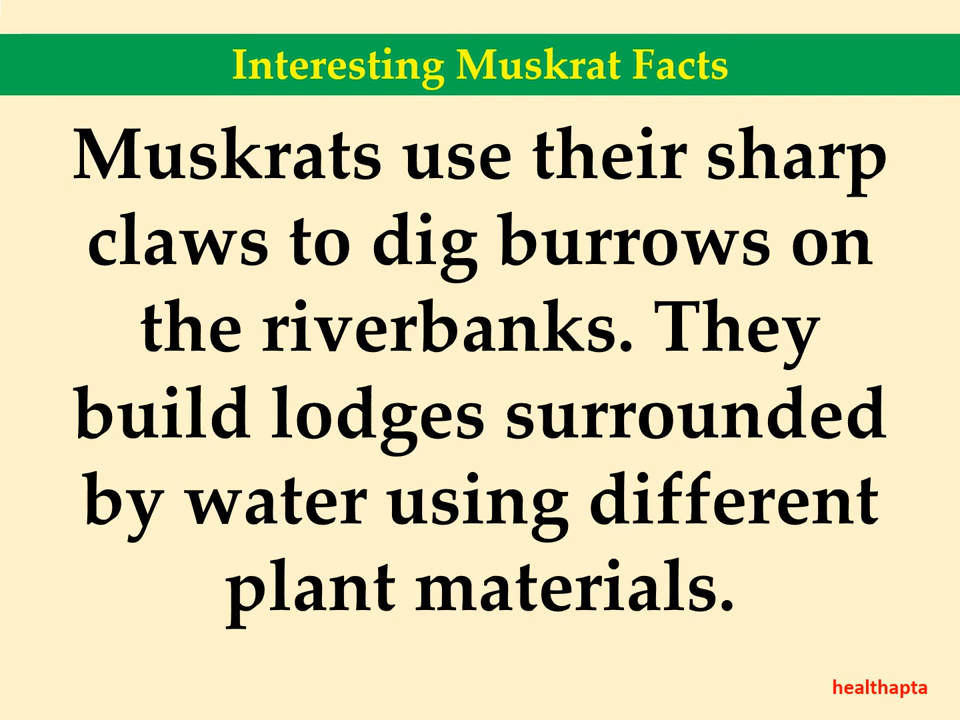 Interesting Muskrat Facts
Muskrats use their sharp
claws to dig burrows on
the riverbanks. They
build lodges surrounded
by water using different
plant materials.
healthapta